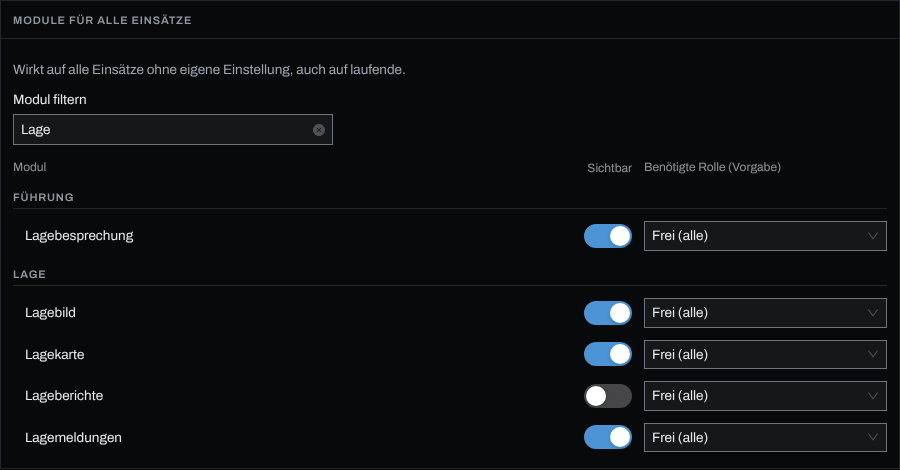 MODULE FÜR ALLE EINSÄTZE
Wirkt auf alle Einsätze ohne eigene Einstellung, auch auf laufende.
Modul filtern
Lage
Modul Sichtbar Benötigte Rolle (Vorgabe)
FÜHRUNG
Lagebesprechung Frei (alle)
LAGE
Lagebild Frei (alle)
Lagekarte Frei (alle)
Lageberichte Frei (alle)
Lagemeldungen Frei (alle)